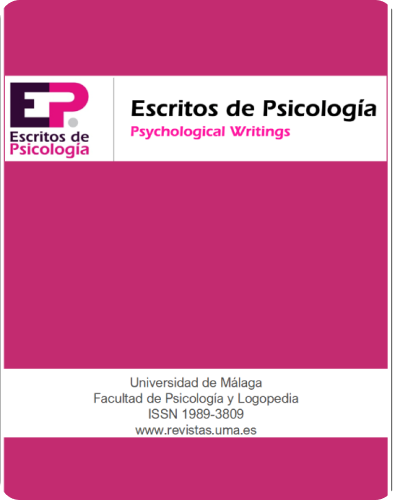 EP.
Escritos de
Psicología
Escritos de Psicología
Psychological Writings
Universidad de Málaga
Facultad de Psicología y Logopedia
ISSN 1989-3809
www.revistas.uma.es